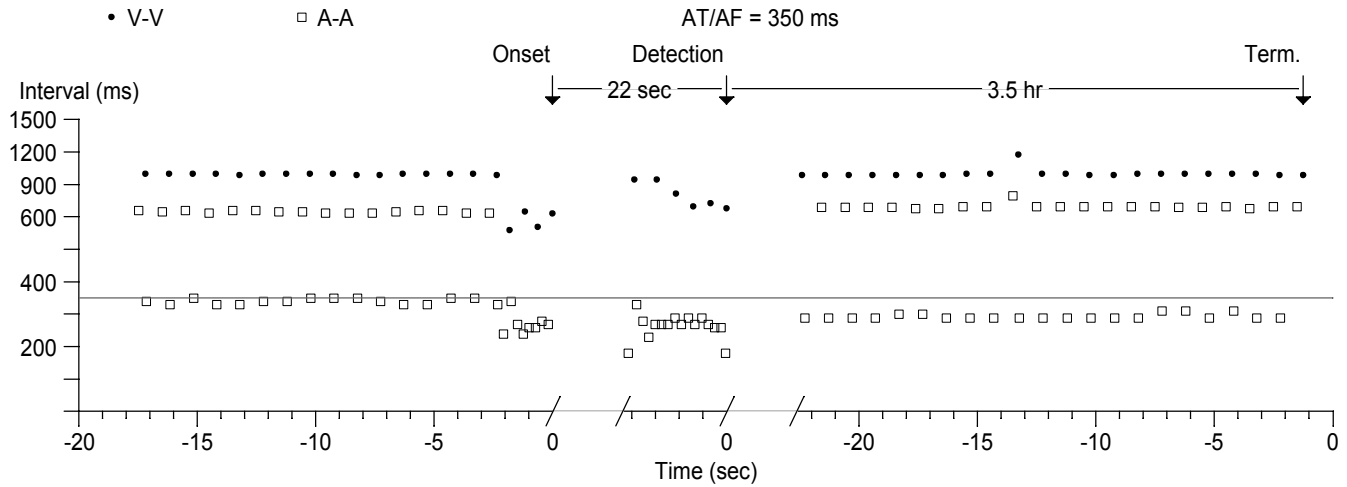 • V-V □ A-A AT/AF = 350 ms
Onset Detection Term.
22 sec 3.5 hr
Interval (ms)
1500
1200
900
600
400
200
-20 -15 -10 -5 0 0 -20 -15 -10 -5 0
Time (sec)